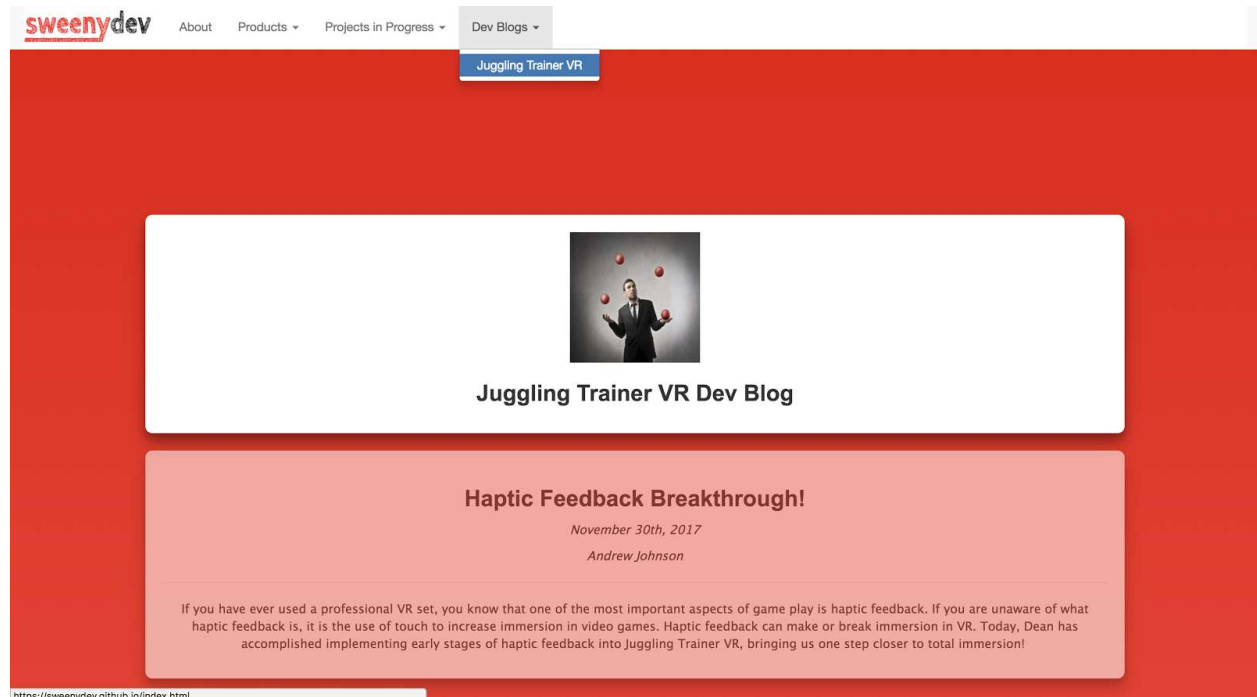 sweenydev
About
Products
Projects in Progress
Dev Blogs
Juggling Trainer VR
Juggling Trainer VR Dev Blog
Haptic Feedback Breakthrough!
November 30th, 2017
Andrew Johnson
If you have ever used a professional VR set, you know that one of the most important aspects of game play is haptic feedback. If you are unaware of what
haptic feedback is, it is the use of touch to increase immersion in video games. Haptic feedback can make or break immersion in VR. Today, Dean has
accomplished implementing early stages of haptic feedback into Juggling Trainer VR, bringing us one step closer to total immersion!
https://sweenydev.github.io/index.html